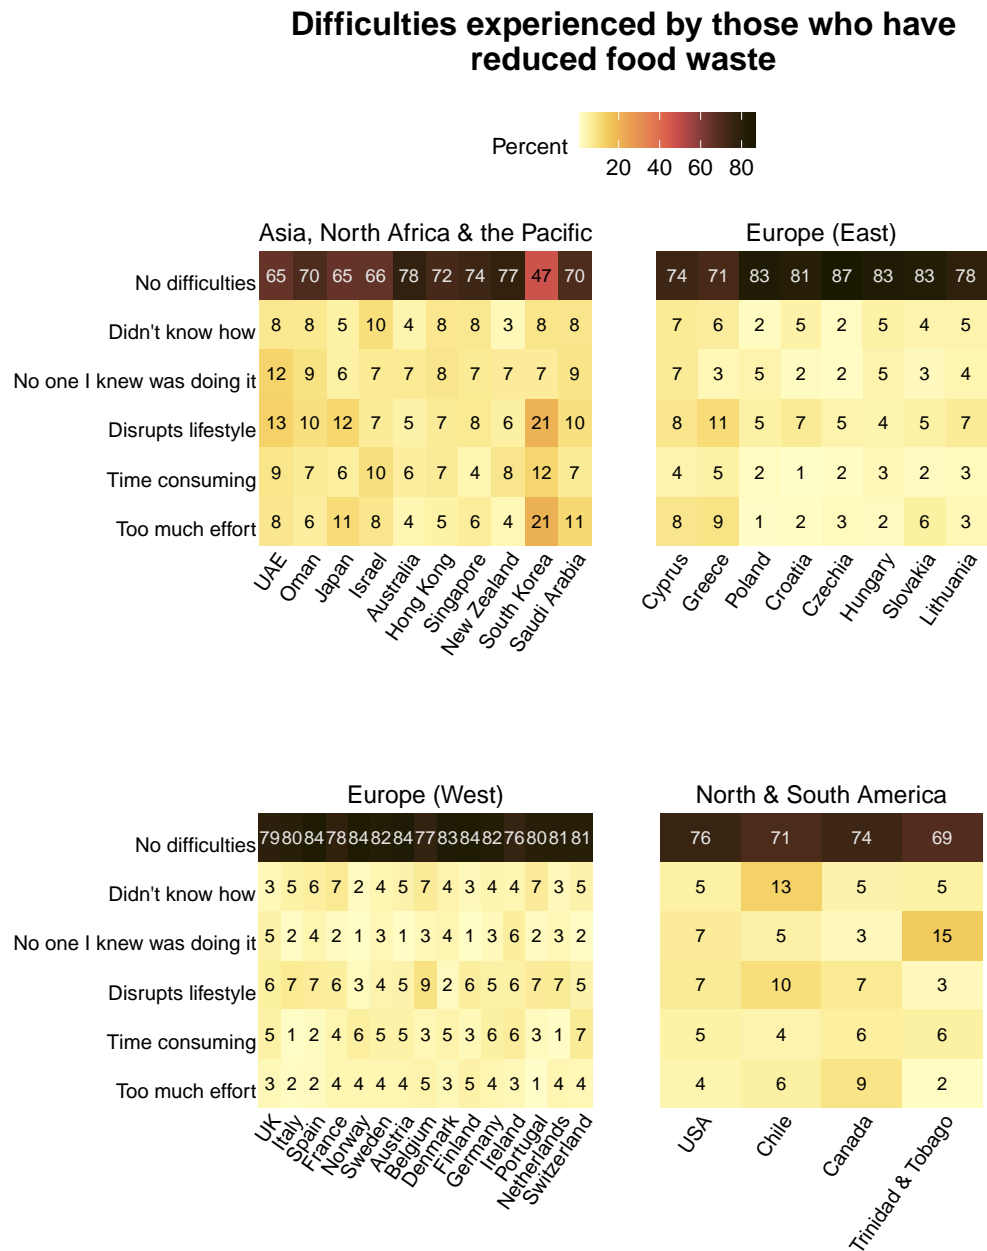 Difficulties experienced by those who have
reduced food waste
Percent
20 40 60 80
Asia, North Africa & the Pacific
No difficulties 65 70 65 66 78 72 74 77 47 70
Didn't know how 8 8 5 10 4 8 8 3 8 8
No one I knew was doing it 12 9 6 7 7 8 7 7 7 9
Disrupts lifestyle 13 10 12 7 5 7 8 6 21 10
Time consuming 9 7 6 10 6 7 4 8 12 7
Too much effort 8 6 11 8 4 5 6 4 21 11
UAE Oman Japan Israel Australia Hong Kong Singapore New Zealand South Korea Saudi Arabia
Europe (East)
74 71 83 81 87 83 83 78
7 6 2 5 2 5 4 5
7 3 5 2 2 5 3 4
8 11 5 7 5 4 5 7
4 5 2 1 2 3 2 3
8 9 1 2 3 2 6 3
Cyprus Greece Poland Croatia Czechia Hungary Slovakia Lithuania
Europe (West)
No difficulties 79 80 84 78 84 82 84 77 83 84 82 76 80 81 81
Didn't know how 3 5 6 7 2 4 5 7 4 3 4 4 7 3 5
No one I knew was doing it 5 2 4 2 1 3 1 3 4 1 3 6 2 3 2
Disrupts lifestyle 6 7 7 6 3 4 5 9 2 6 5 6 7 7 5
Time consuming 5 1 2 4 6 5 5 3 5 3 6 6 3 1 7
Too much effort 3 2 2 4 4 4 4 5 3 5 4 3 1 4 4
UK Italy Spain France Norway Sweden Austria Belgium Denmark Finland Germany Ireland Portugal Netherlands Switzerland
North & South America
76 71 74 69
5 13 5 5
7 5 3 15
7 10 7 3
5 4 6 6
4 6 9 2
USA Chile Canada Trinidad & Tobago